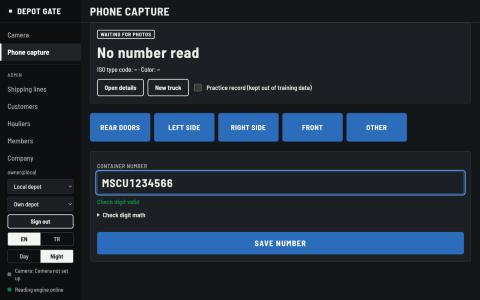 DEPOT GATE
Camera
Phone capture
ADMIN
Shipping lines
Customers
Hauliers
Members
Company
owner@local
Local depot
Own depot
Sign out
EN TR
Day Night
Camera: Camera not set up
Reading engine online
PHONE CAPTURE
WAITING FOR PHOTOS
No number read
ISO type code: – · Color: –
Open details New truck Practice record (kept out of training data)
REAR DOORS LEFT SIDE RIGHT SIDE FRONT OTHER
CONTAINER NUMBER
MSCU1234566
Check digit valid
Check digit math
SAVE NUMBER